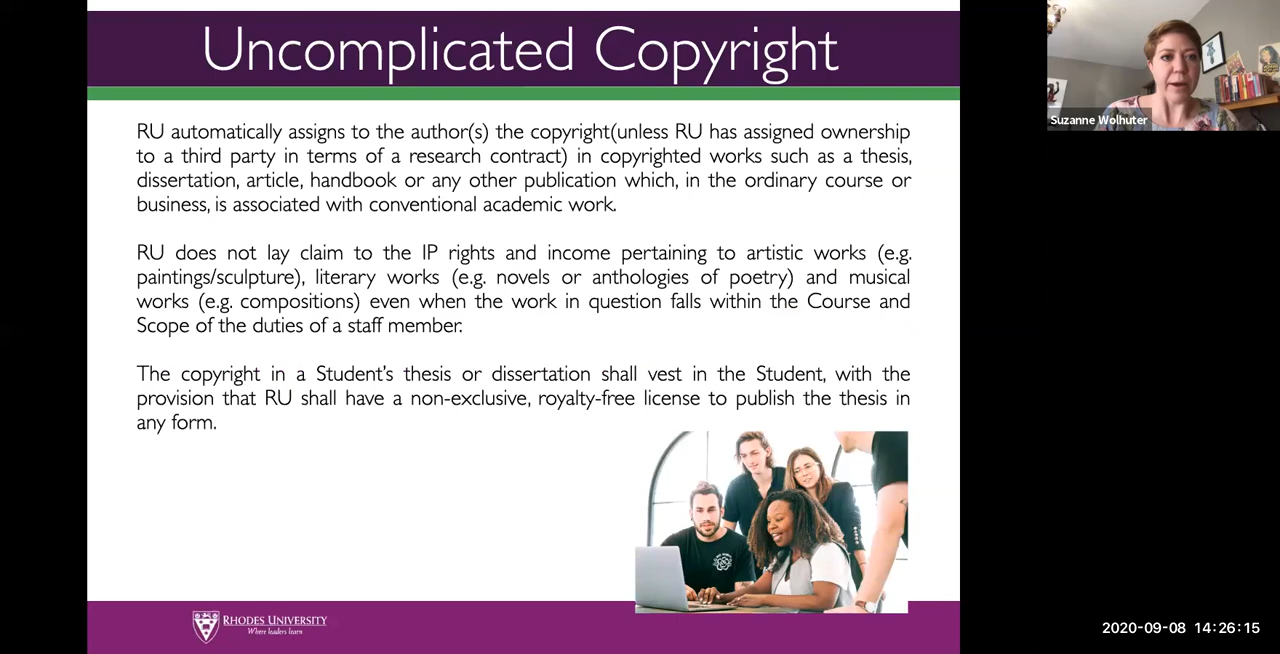 Uncomplicated Copyright
RU automatically assigns to the author(s) the copyright(unless RU has assigned ownership
to a third party in terms of a research contract) in copyrighted works such as a thesis,
dissertation, article, handbook or any other publication which, in the ordinary course or
business, is associated with conventional academic work.
RU does not lay claim to the IP rights and income pertaining to artistic works (e.g.
paintings/sculpture), literary works (e.g. novels or anthologies of poetry) and musical
works (e.g. compositions) even when the work in question falls within the Course and
Scope of the duties of a staff member.
The copyright in a Student's thesis or dissertation shall vest in the Student, with the
provision that RU shall have a non-exclusive, royalty-free license to publish the thesis in
any form.
RHODES UNIVERSITY
Where leaders learn
Suzanne Wolhuter
2020-09-08 14:26:15